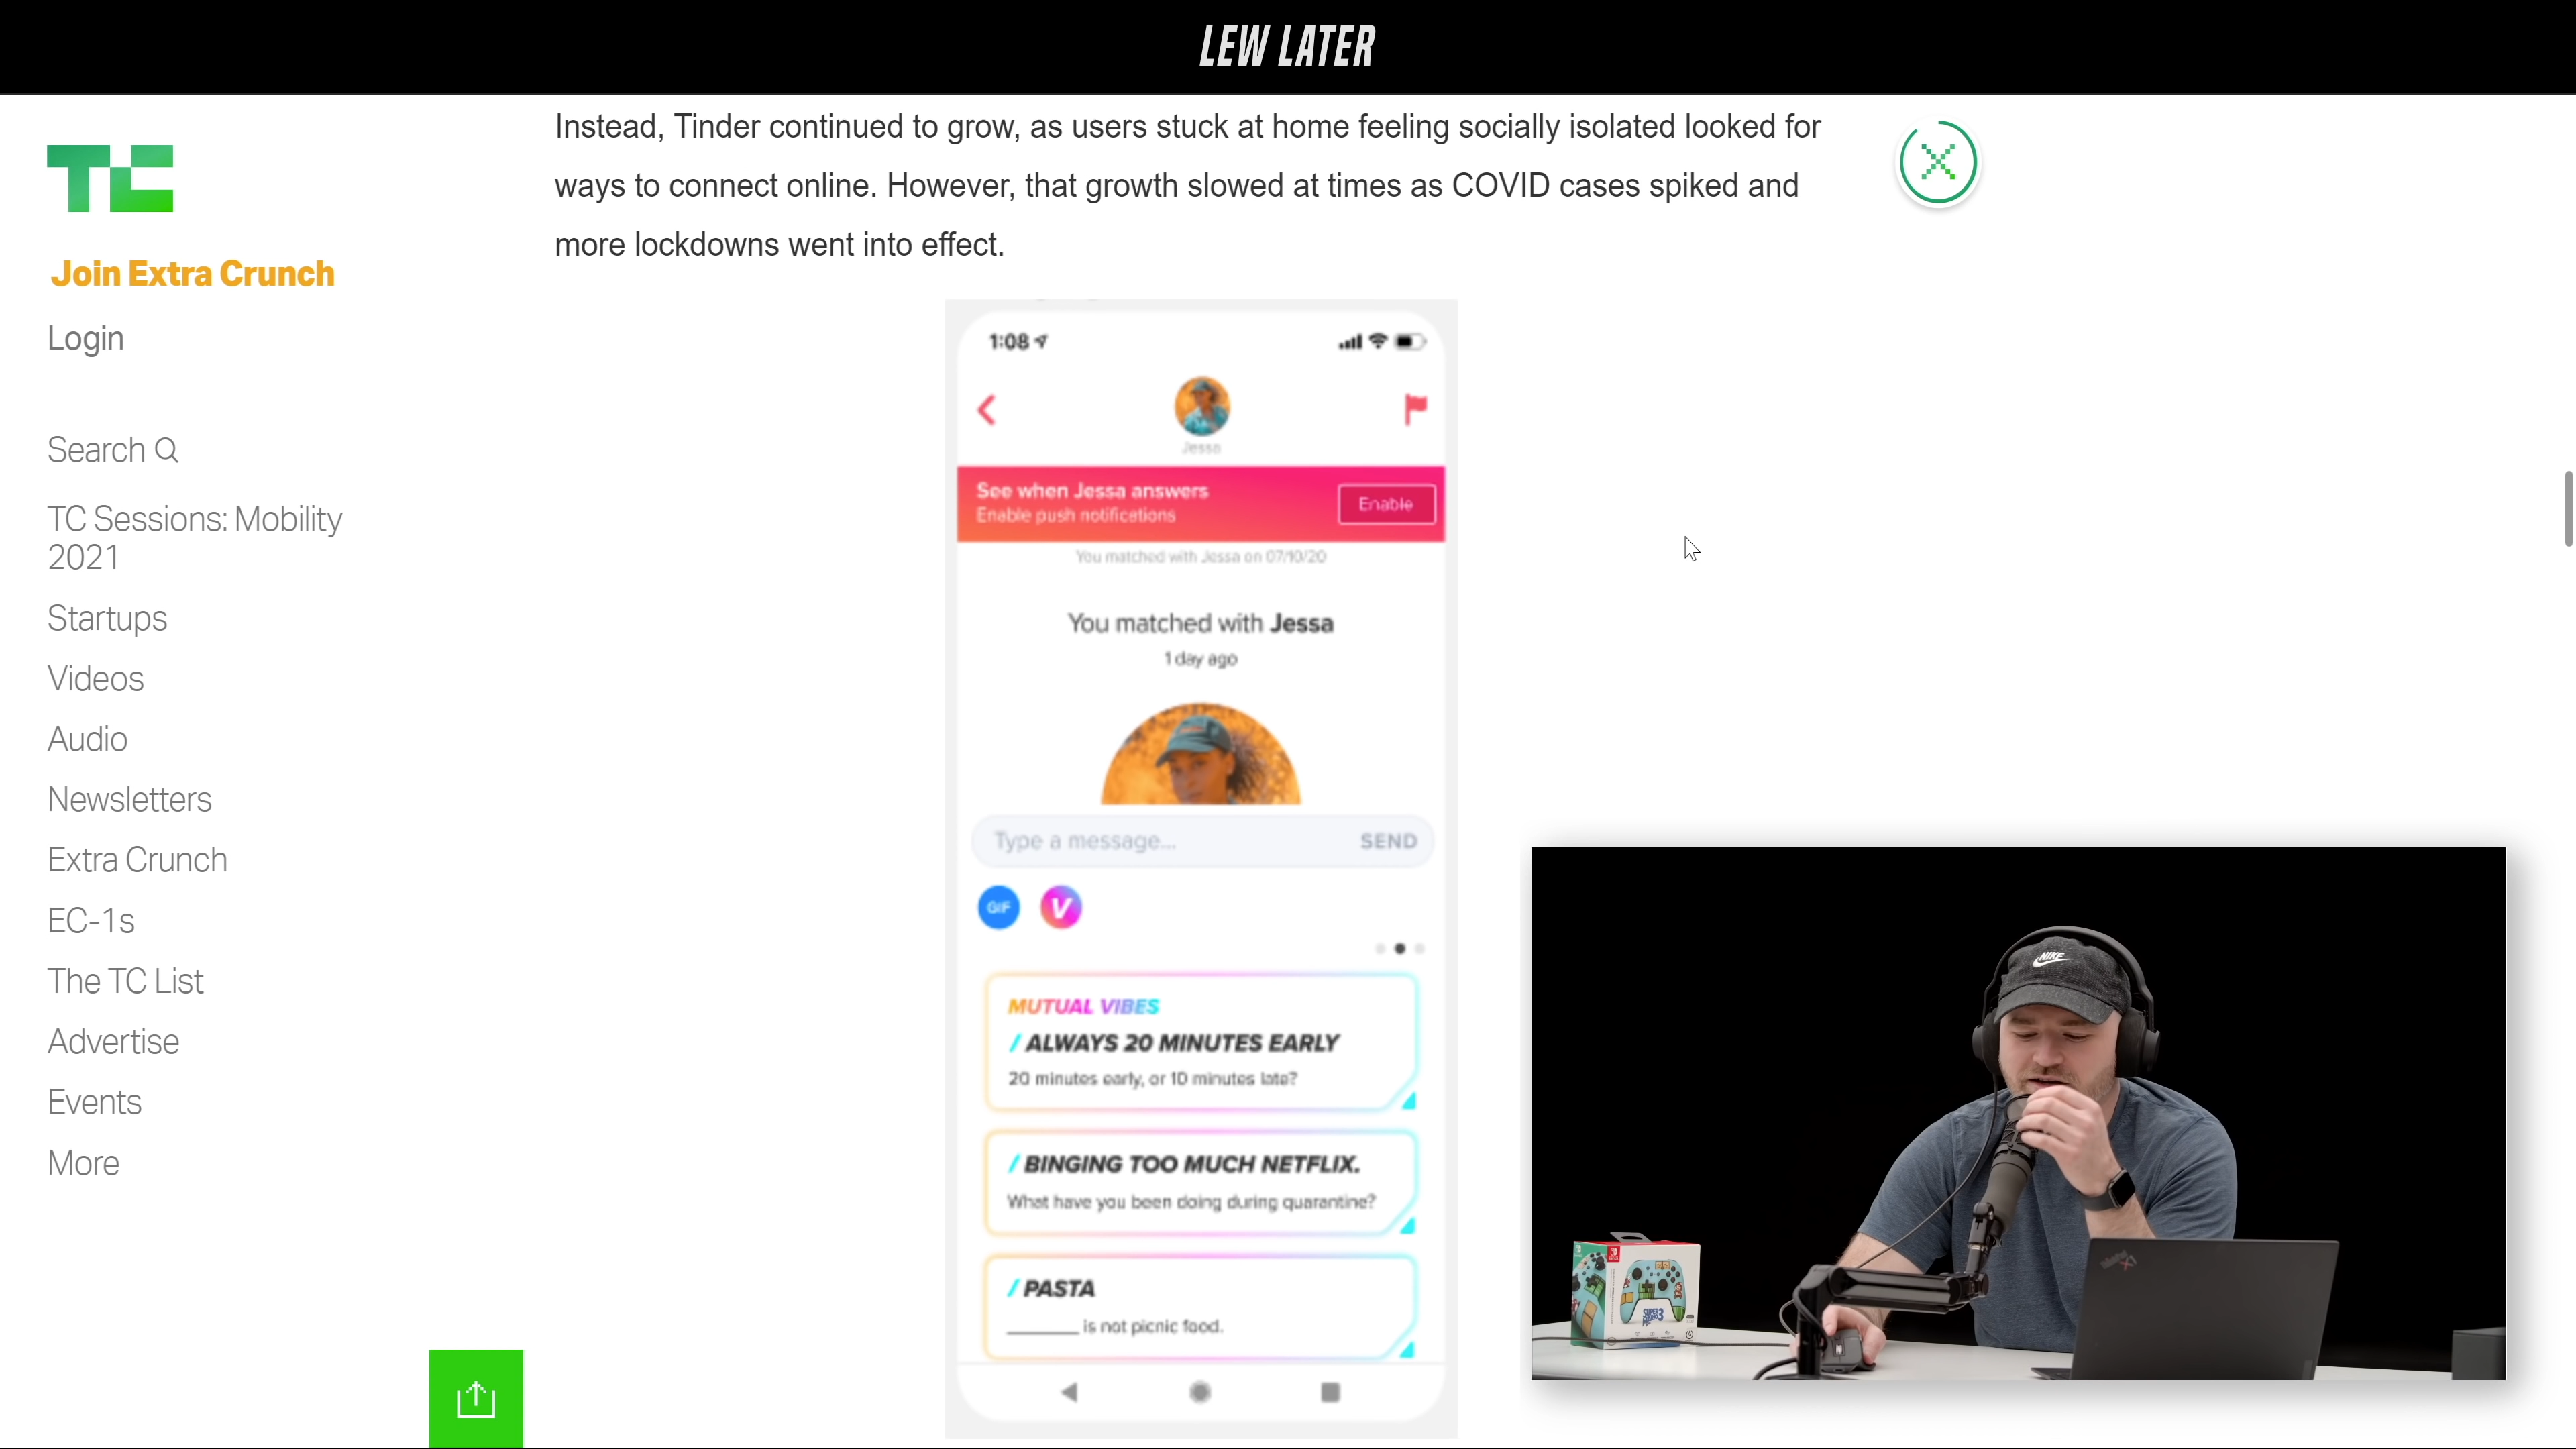 LEW LATER
TC
Join Extra Crunch
Login
Search
TC Sessions: Mobility
2021
Startups
Videos
Audio
Newsletters
Extra Crunch
EC-1s
The TC List
Advertise
Events
More
Instead, Tinder continued to grow, as users stuck at home feeling socially isolated looked for
ways to connect online. However, that growth slowed at times as COVID cases spiked and
more lockdowns went into effect.
1:08
Jessa
See when Jessa answers
Enable push notifications
Enable
You matched with Jessa on 07/10/20
You matched with Jessa
1 day ago
Type a message...
SEND
GIF
V
MUTUAL VIBES
/ ALWAYS 20 MINUTES EARLY
20 minutes early, or 10 minutes late?
/ BINGING TOO MUCH NETFLIX.
What have you been doing during quarantine?
/ PASTA
________ is not picnic food.
NIKE
SUPER
MARIO 3